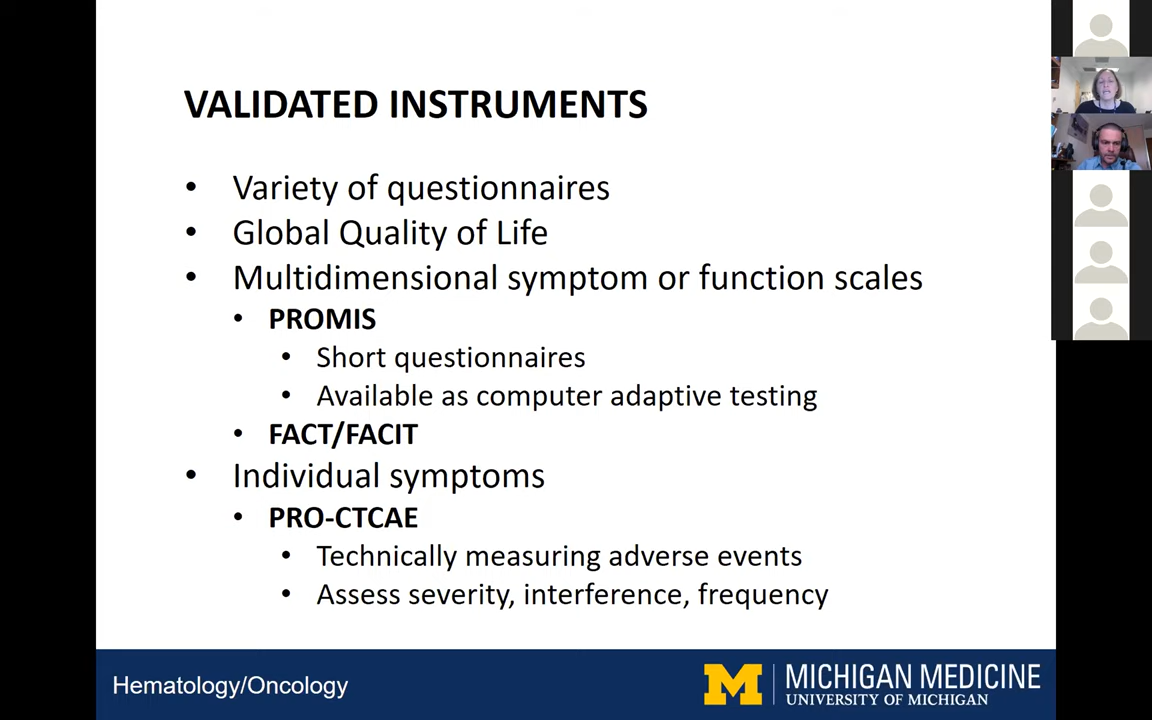 VALIDATED INSTRUMENTS
• Variety of questionnaires
• Global Quality of Life
• Multidimensional symptom or function scales
• PROMIS
• Short questionnaires
• Available as computer adaptive testing
• FACT/FACIT
• Individual symptoms
• PRO-CTCAE
• Technically measuring adverse events
• Assess severity, interference, frequency
Hematology/Oncology
M MICHIGAN MEDICINE
UNIVERSITY OF MICHIGAN